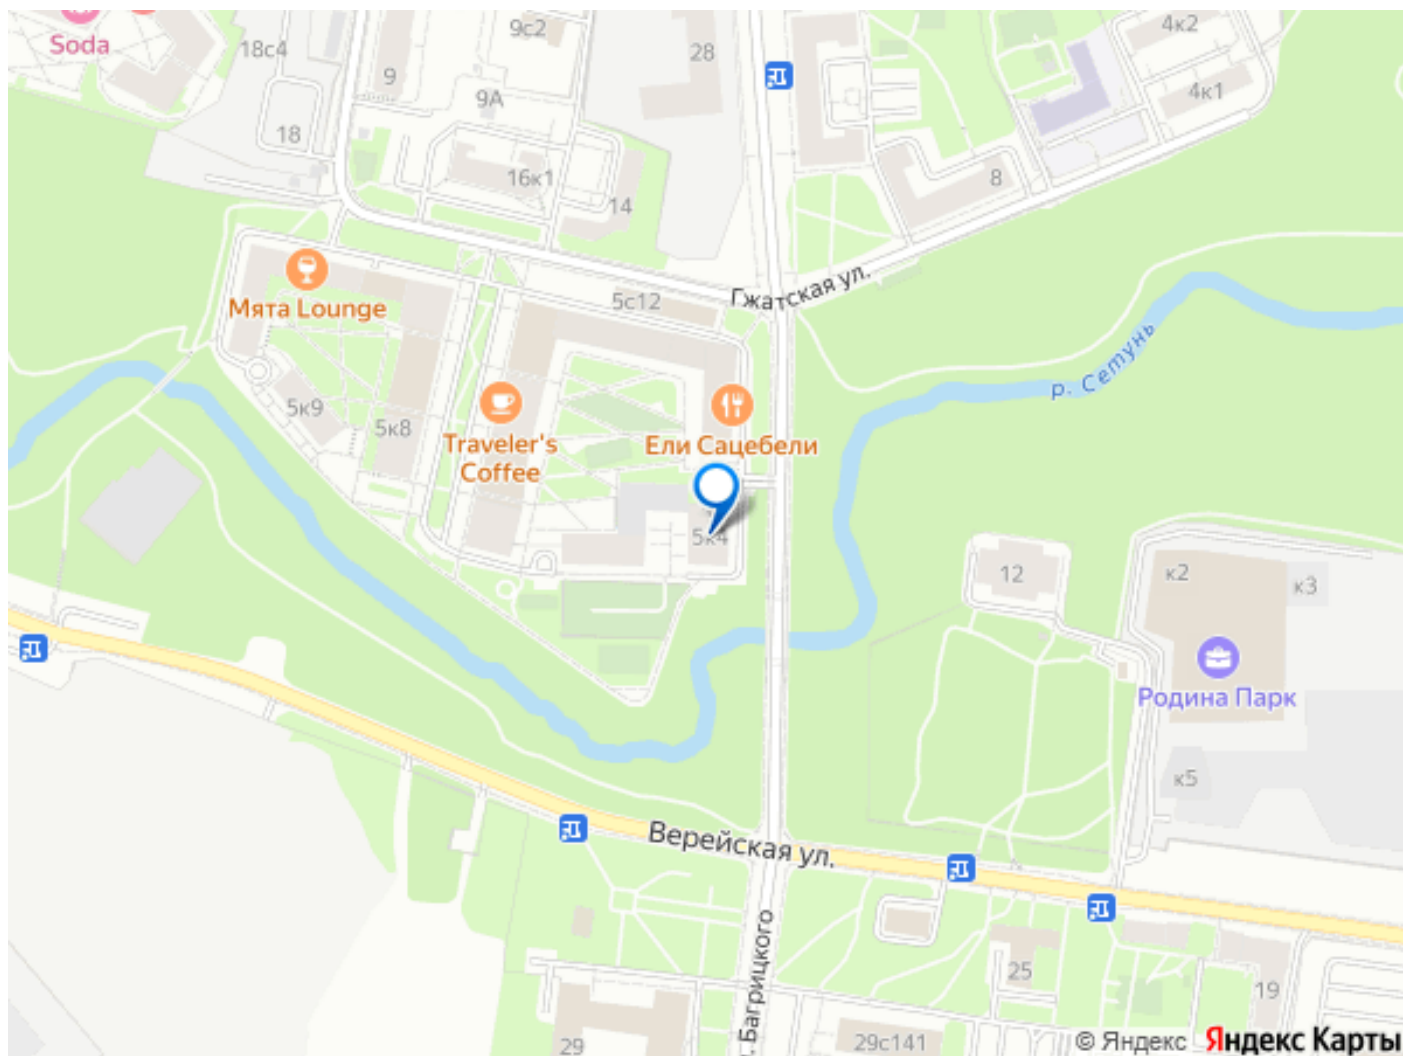 Soda
18с4
9
9с2
9А
28
4к2
4к1
18
16к1
14
8
Гжатская ул.
5с12
Мята Lounge
р. Сетунь
5к9
5к8
Traveler's
Coffee
Ели Сацебели
5к4
12
к2
к3
Родина Парк
к5
Верейская ул.
. Багрицкого
25
19
29
29с141
© Яндекс Яндекс Карты